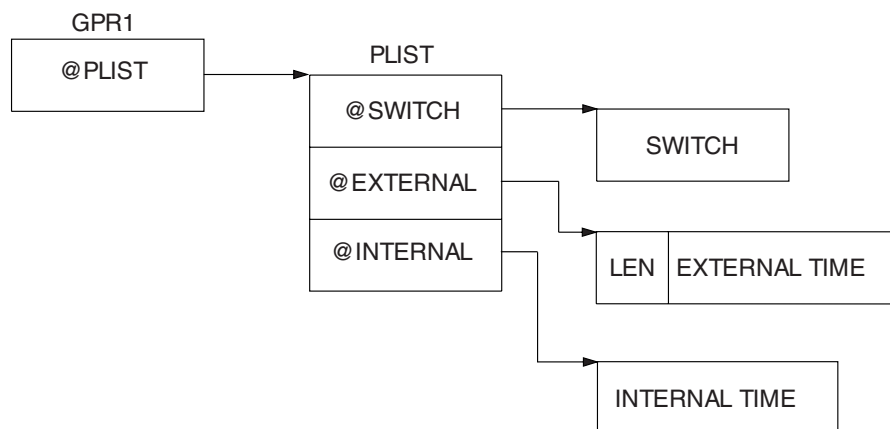 GPR1
@PLIST
PLIST
@SWITCH
SWITCH
@EXTERNAL
LEN EXTERNAL TIME
@INTERNAL
INTERNAL TIME